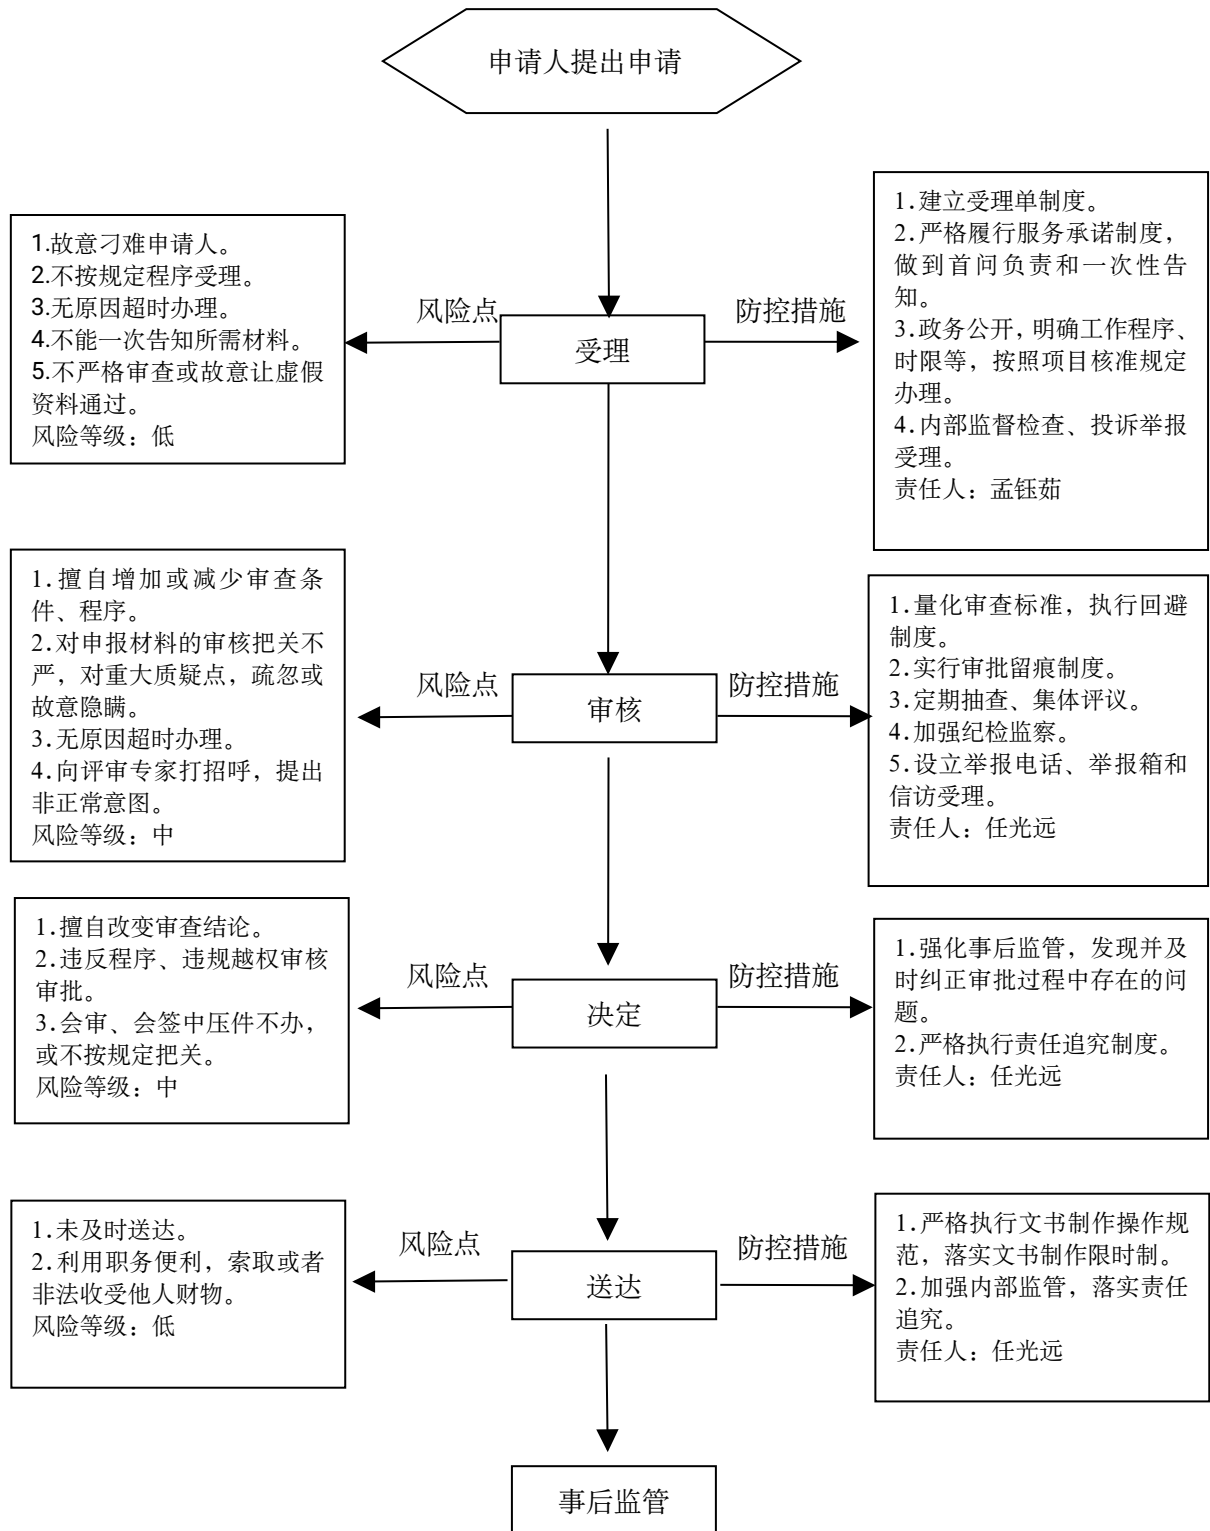 申请人提出申请
1.故意刁难申请人。
2.不按规定程序受理。
3.无原因超时办理。
4.不能一次告知所需材料。
5.不严格审查或故意让虚假
资料通过。
风险等级：低
风险点
受理
防控措施
1.建立受理单制度。
2.严格履行服务承诺制度，
做到首问负责和一次性告
知。
3.政务公开，明确工作程序、
时限等，按照项目核准规定
办理。
4.内部监督检查、投诉举报
受理。
责任人：孟钰茹
1.擅自增加或减少审查条
件、程序。
2.对申报材料的审核把关不
严，对重大质疑点，疏忽或
故意隐瞒。
3.无原因超时办理。
4.向评审专家打招呼，提出
非正常意图。
风险等级：中
风险点
审核
防控措施
1.量化审查标准，执行回避
制度。
2.实行审批留痕制度。
3.定期抽查、集体评议。
4.加强纪检监察。
5.设立举报电话、举报箱和
信访受理。
责任人：任光远
1.擅自改变审查结论。
2.违反程序、违规越权审核
审批。
3.会审、会签中压件不办，
或不按规定把关。
风险等级：中
风险点
决定
防控措施
1.强化事后监管，发现并及
时纠正审批过程中存在的问
题。
2.严格执行责任追究制度。
责任人：任光远
1.未及时送达。
2.利用职务便利，索取或者
非法收受他人财物。
风险等级：低
风险点
送达
防控措施
1.严格执行文书制作操作规
范，落实文书制作限时制。
2.加强内部监管，落实责任
追究。
责任人：任光远
事后监管